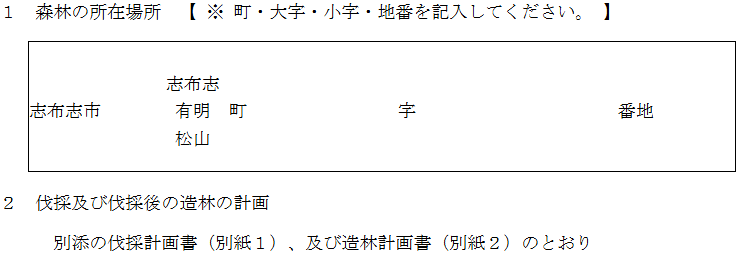 １　森林の所在場所　【 ※ 町・大字・小字・地番を記入してください。 】
志布志
志布志市　　　　有明　町　　　　　　　　字　　　　　　　　　　　番地
松山
２　伐採及び伐採後の造林の計画
別添の伐採計画書（別紙１）、及び造林計画書（別紙２）のとおり